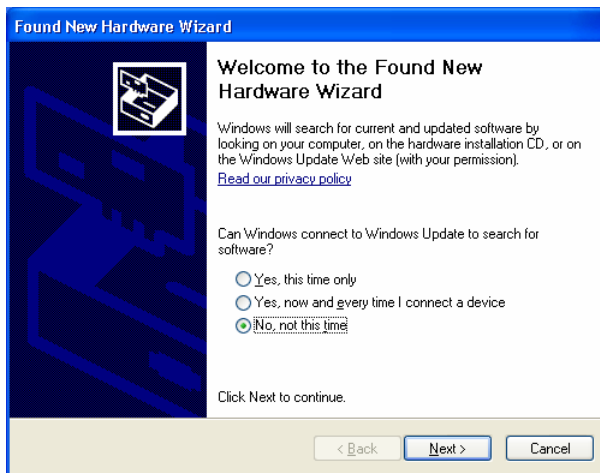 Found New Hardware Wizard
Welcome to the Found New
Hardware Wizard
Windows will search for current and updated software by
looking on your computer, on the hardware installation CD, or on
the Windows Update Web site (with your permission).
Read our privacy policy
Can Windows connect to Windows Update to search for
software?
Yes, this time only
Yes, now and every time I connect a device
No, not this time
Click Next to continue.
< Back Next > Cancel